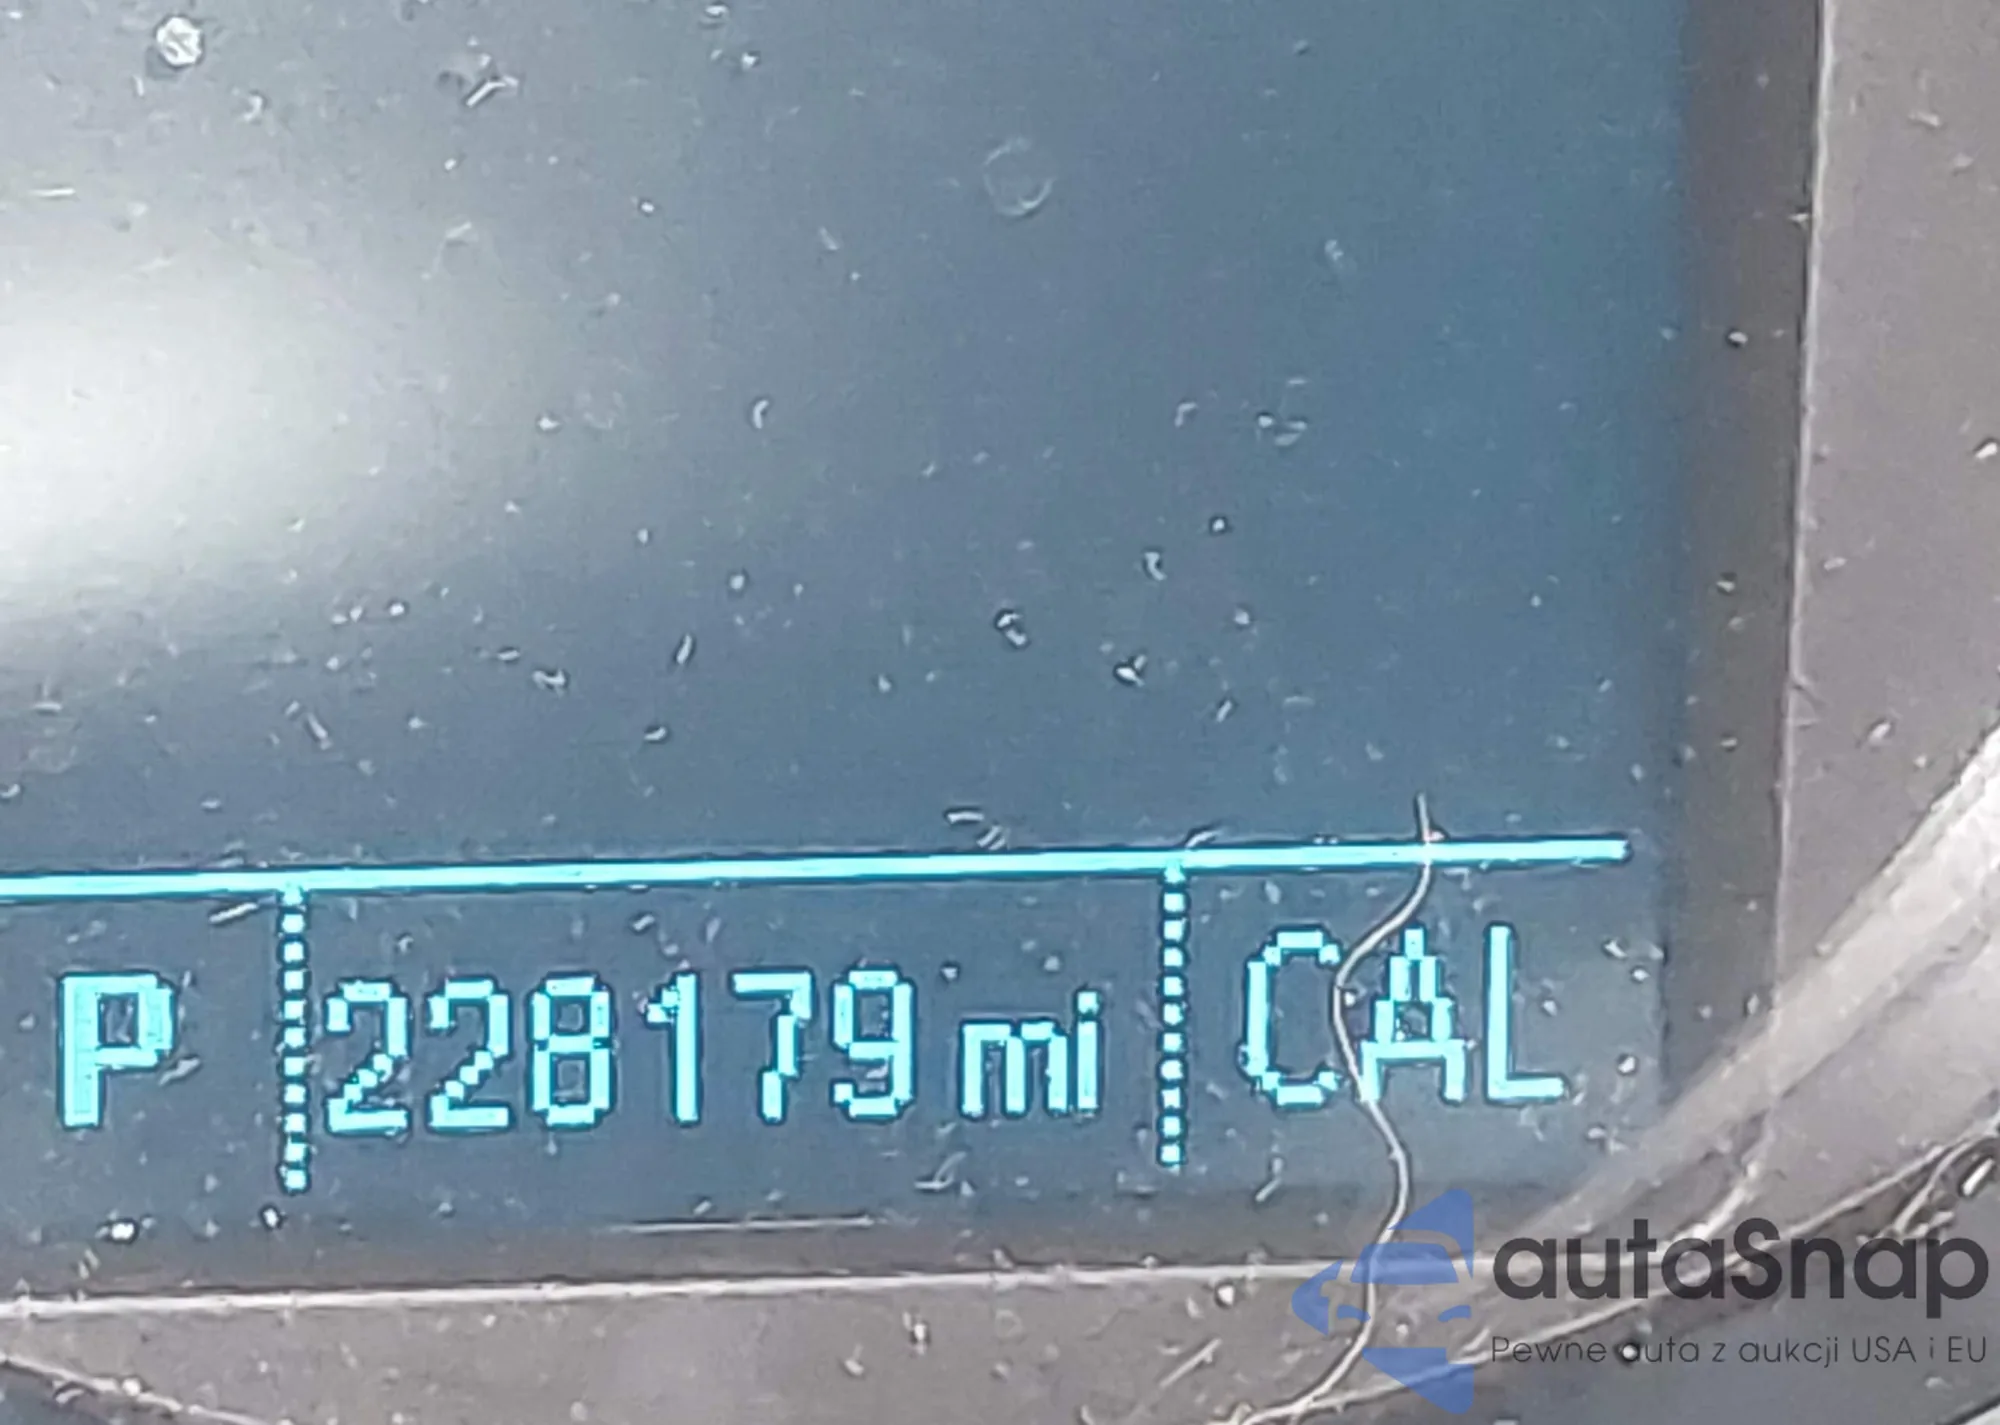 P 228179 mi CAL
autaSnap
Pewne auta z aukcji USA i EU